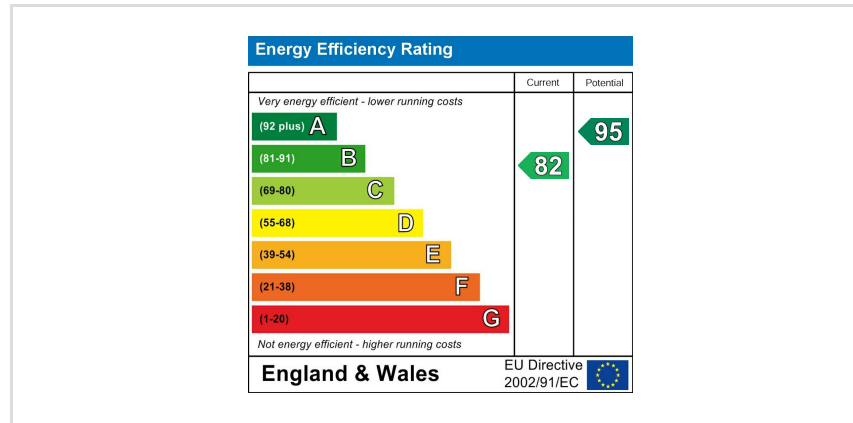 Energy Efficiency Rating
Current Potential
Very energy efficient - lower running costs
(92 plus) A
95
(81-91) B
82
(69-80) C
(55-68) D
(39-54) E
(21-38) F
(1-20) G
Not energy efficient - higher running costs
England & Wales
EU Directive
2002/91/EC